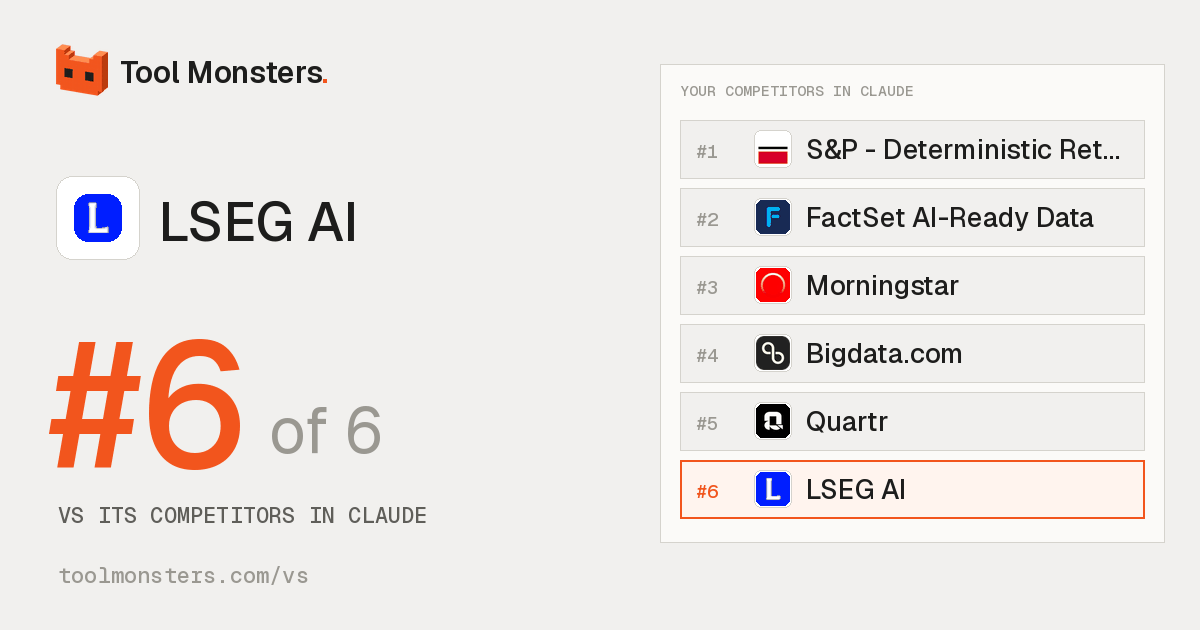 Tool Monsters.
LSEG AI
#6 of 6
VS ITS COMPETITORS IN CLAUDE
toolmonsters.com/vs
YOUR COMPETITORS IN CLAUDE
#1 S&P - Deterministic Ret...
#2 F FactSet AI-Ready Data
#3 Morningstar
#4 Bigdata.com
#5 Quartr
#6 L LSEG AI